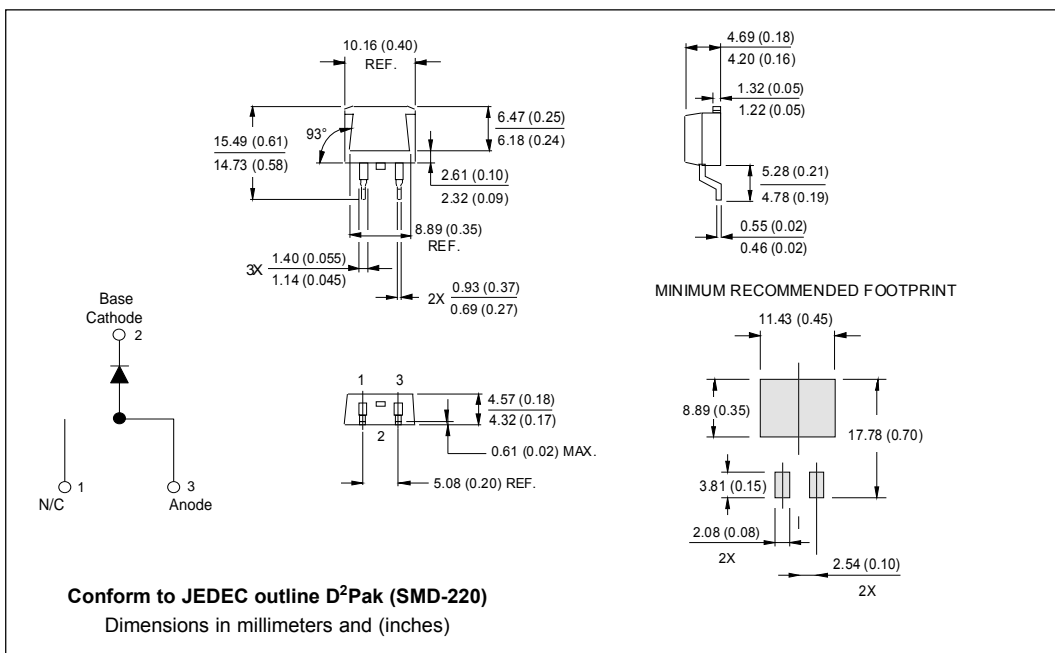 10.16 (0.40)
REF.
15.49 (0.61)
14.73 (0.58)
93°
6.47 (0.25)
6.18 (0.24)
2.61 (0.10)
2.32 (0.09)
8.89 (0.35)
REF.
3X
1.40 (0.055)
1.14 (0.045)
2X
0.93 (0.37)
0.69 (0.27)
4.69 (0.18)
4.20 (0.16)
1.32 (0.05)
1.22 (0.05)
5.28 (0.21)
4.78 (0.19)
0.55 (0.02)
0.46 (0.02)
Base
Cathode
2
1
N/C
3
Anode
1 3
2
4.57 (0.18)
4.32 (0.17)
0.61 (0.02) MAX.
5.08 (0.20) REF.
MINIMUM RECOMMENDED FOOTPRINT
11.43 (0.45)
8.89 (0.35)
17.78 (0.70)
3.81 (0.15)
2.08 (0.08)
2X
2.54 (0.10)
2X
Conform to JEDEC outline D²Pak (SMD-220)
Dimensions in millimeters and (inches)